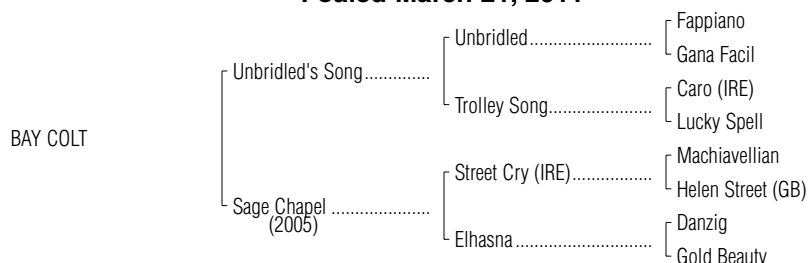 Foaled March 21, 2011
Fappiano
Unbridled
Gana Facil
Unbridled's Song
Caro (IRE)
Trolley Song
Lucky Spell
BAY COLT
Machiavellian
Street Cry (IRE)
Helen Street (GB)
Sage Chapel
(2005)
Danzig
Elhasna
Gold Beauty